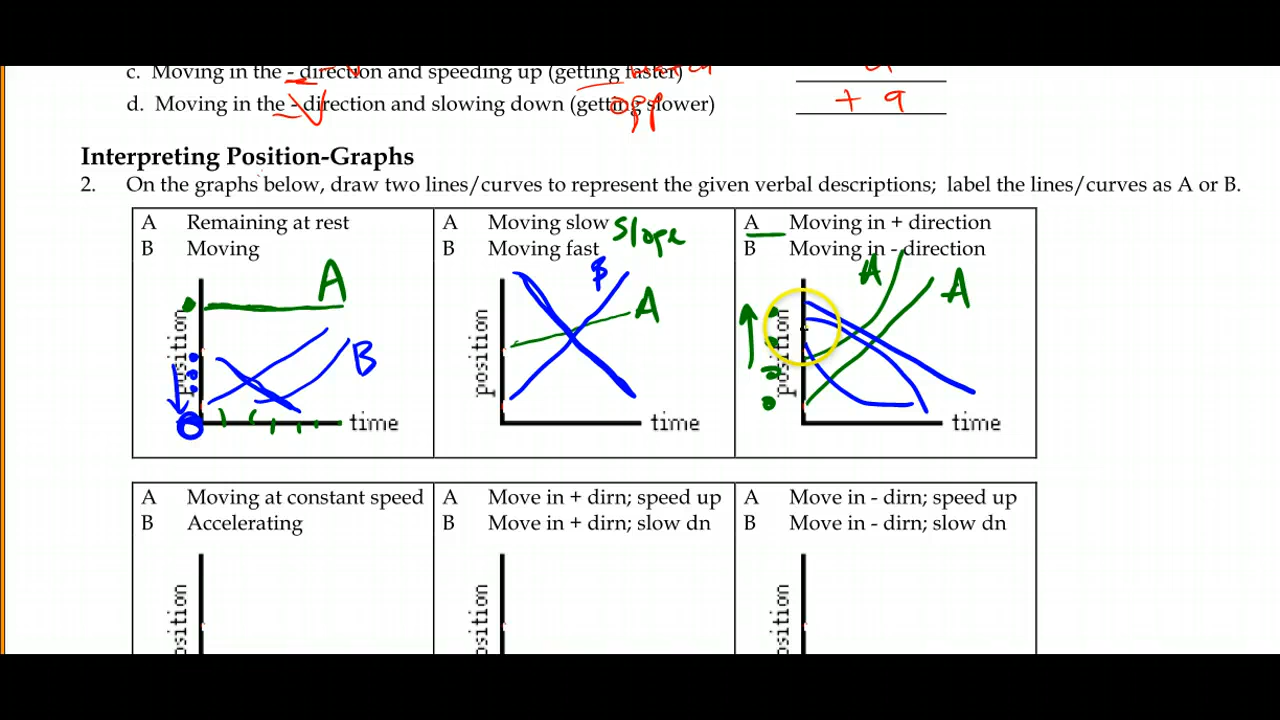 c. Moving in the - direction and speeding up (getting faster)
d. Moving in the - direction and slowing down (getting slower)
opp
+ a
Interpreting Position-Graphs
2. On the graphs below, draw two lines/curves to represent the given verbal descriptions; label the lines/curves as A or B.
A Remaining at rest
B Moving
A
B
position
time
A Moving slow
B Moving fast
Slope
B
A
position
time
A Moving in + direction
B Moving in - direction
A
A
position
time
A Moving at constant speed
B Accelerating
osition
A Move in + dirn; speed up
B Move in + dirn; slow dn
osition
A Move in - dirn; speed up
B Move in - dirn; slow dn
osition